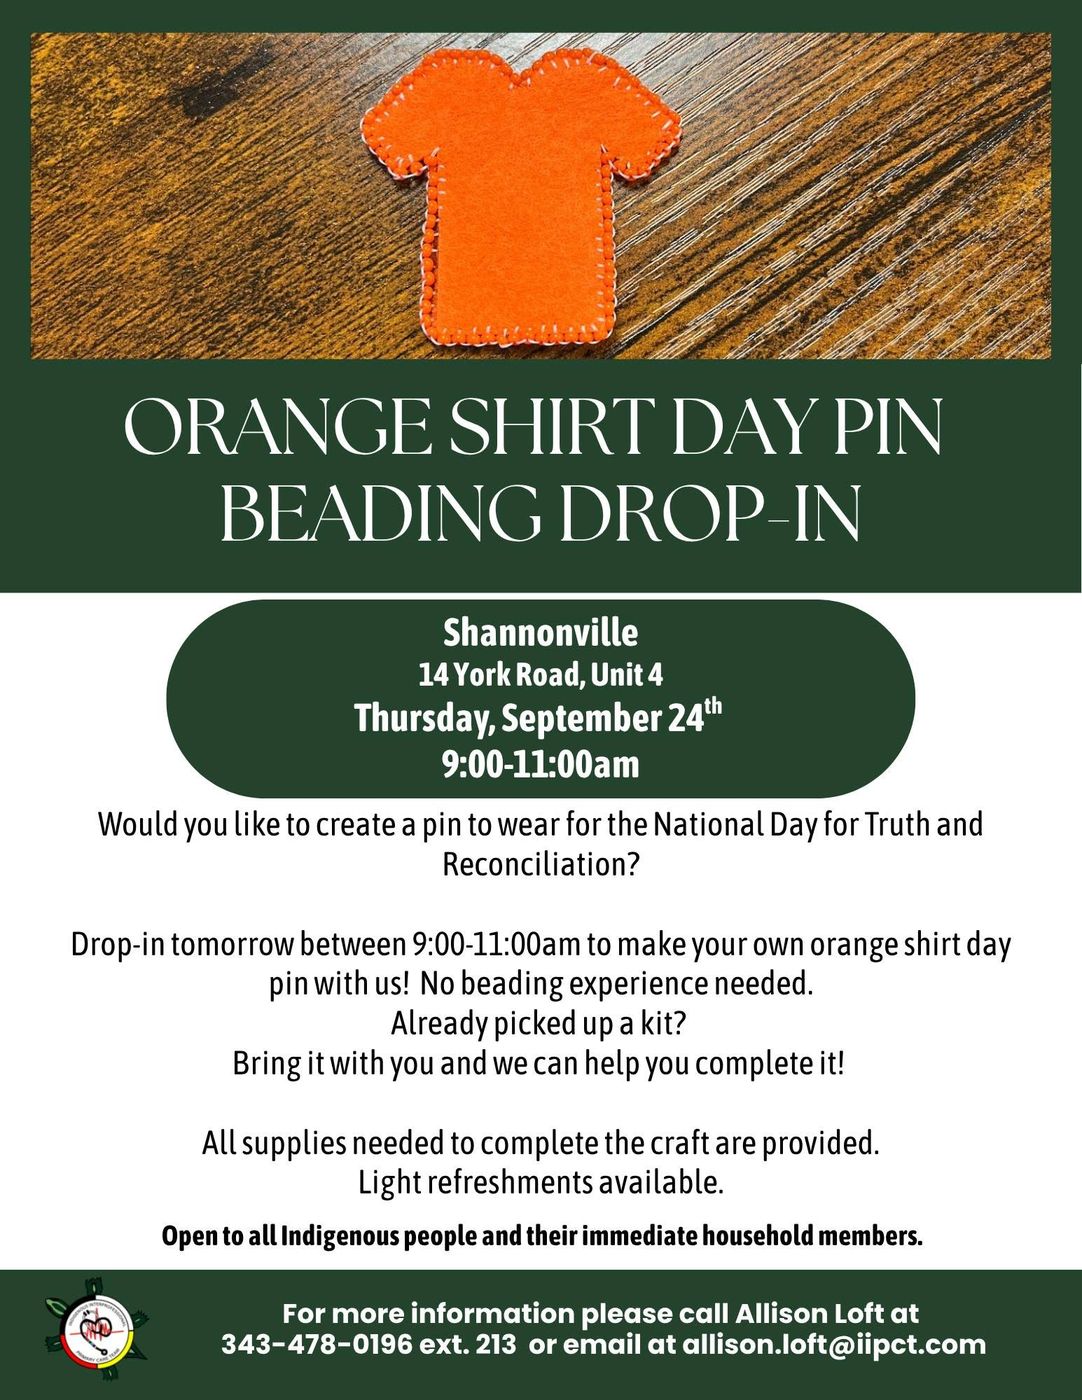 ORANGE SHIRT DAY PIN
BEADING DROP-IN
Shannonville
14 York Road, Unit 4
Thursday, September 24th
9:00-11:00am
Would you like to create a pin to wear for the National Day for Truth and
Reconciliation?
Drop-in tomorrow between 9:00-11:00am to make your own orange shirt day
pin with us! No beading experience needed.
Already picked up a kit?
Bring it with you and we can help you complete it!
All supplies needed to complete the craft are provided.
Light refreshments available.
Open to all Indigenous people and their immediate household members.
INDIGENOUS INTERPROFESSIONAL
PRIMARY CARE TEAM
For more information please call Allison Loft at
343-478-0196 ext. 213 or email at allison.loft@iipct.com